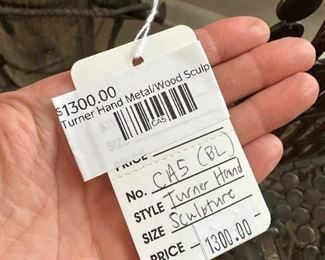 $1300.00
Turner Hand Metal/Wood Sculp
CA5
PRICE
No. CA5 (BL)
STYLE Turner Hand
SIZE Sculpture
PRICE - 1300.00 -